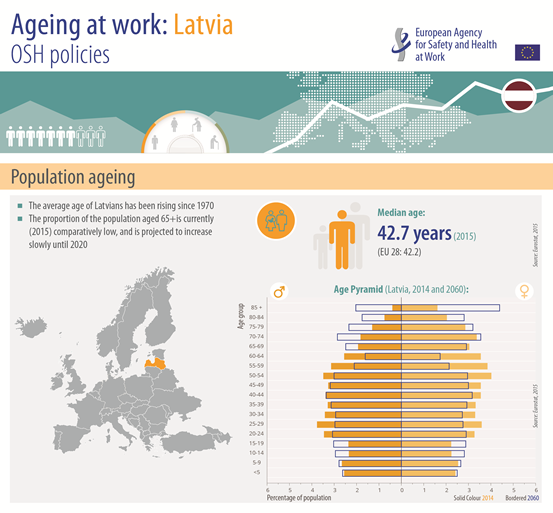 Ageing at work: Latvia
OSH policies
European Agency
for Safety and Health
at Work
Population ageing
The average age of Latvians has been rising since 1970
The proportion of the population aged 65+is currently
(2015) comparatively low, and is projected to increase
slowly until 2020
Median age:
42.7 years (2015)
(EU 28: 42.2)
Source: Eurostat, 2015
Age Pyramid (Latvia, 2014 and 2060):
Age group
85 +
80-84
75-79
70-74
65-69
60-64
55-59
50-54
45-49
40-44
35-39
30-34
25-29
20-24
15-19
10-14
5-9
<5
6 5 4 3 2 1 0 1 2 3 4 5 6
Percentage of population
Solid Colour 2014
Bordered 2060
Source: Eurostat, 2015